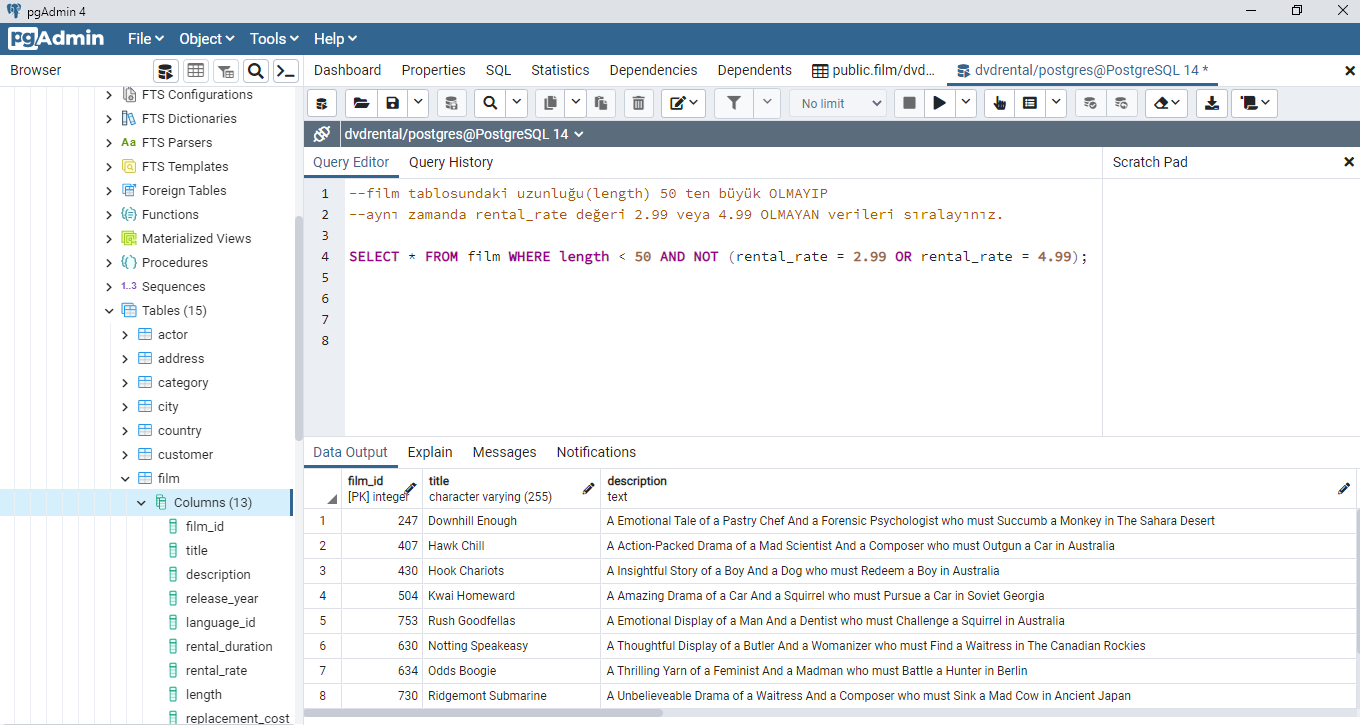 pgAdmin 4
pgAdmin File Object Tools Help
Browser
Dashboard Properties SQL Statistics Dependencies Dependents public.film/dvd... dvdrental/postgres@PostgreSQL 14 *
No limit
dvdrental/postgres@PostgreSQL 14
Query Editor Query History
Scratch Pad
FTS Configurations
FTS Dictionaries
Aa FTS Parsers
FTS Templates
Foreign Tables
Functions
Materialized Views
Procedures
1..3 Sequences
Tables (15)
actor
address
category
city
country
customer
film
Columns (13)
film_id
title
description
release_year
language_id
rental_duration
rental_rate
length
replacement_cost
1 --film tablosundaki uzunluğu(length) 50 ten büyük OLMAYIP
2 --aynı zamanda rental_rate değeri 2.99 veya 4.99 OLMAYAN verileri sıralayınız.
3
4 SELECT * FROM film WHERE length < 50 AND NOT (rental_rate = 2.99 OR rental_rate = 4.99);
5
6
7
8
Data Output Explain Messages Notifications
film_id title description
[PK] integer character varying (255) text
1 247 Downhill Enough A Emotional Tale of a Pastry Chef And a Forensic Psychologist who must Succumb a Monkey in The Sahara Desert
2 407 Hawk Chill A Action-Packed Drama of a Mad Scientist And a Composer who must Outgun a Car in Australia
3 430 Hook Chariots A Insightful Story of a Boy And a Dog who must Redeem a Boy in Australia
4 504 Kwai Homeward A Amazing Drama of a Car And a Squirrel who must Pursue a Car in Soviet Georgia
5 753 Rush Goodfellas A Emotional Display of a Man And a Dentist who must Challenge a Squirrel in Australia
6 630 Notting Speakeasy A Thoughtful Display of a Butler And a Womanizer who must Find a Waitress in The Canadian Rockies
7 634 Odds Boogie A Thrilling Yarn of a Feminist And a Madman who must Battle a Hunter in Berlin
8 730 Ridgemont Submarine A Unbelieveable Drama of a Waitress And a Composer who must Sink a Mad Cow in Ancient Japan